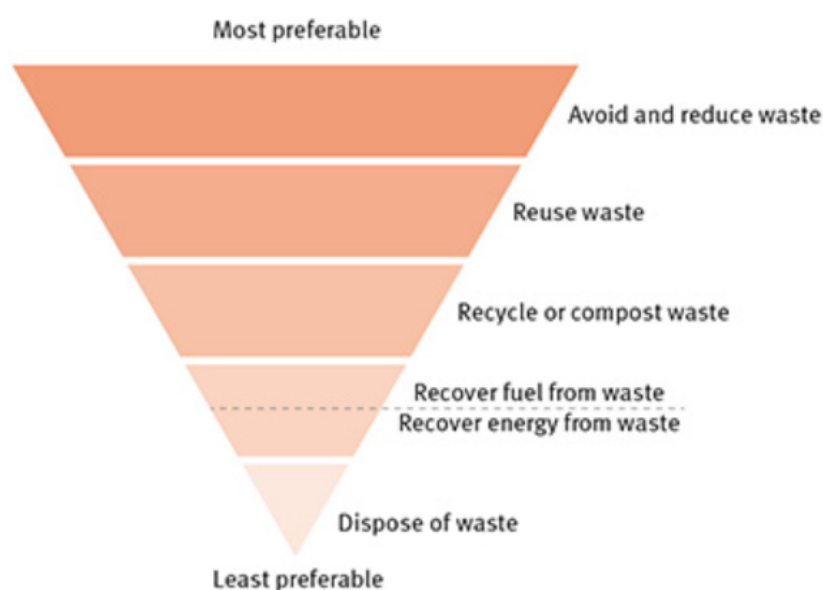 Most preferable
Avoid and reduce waste
Reuse waste
Recycle or compost waste
Recover fuel from waste
Recover energy from waste
Dispose of waste
Least preferable